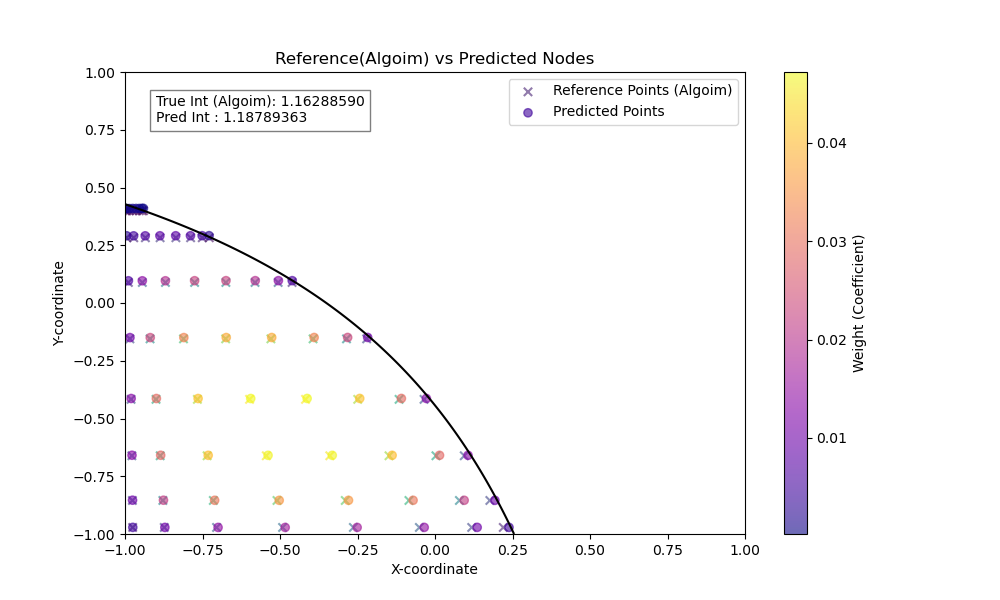 Reference(Algoim) vs Predicted Nodes
True Int (Algoim): 1.16288590
Pred Int : 1.18789363
Reference Points (Algoim)
Predicted Points
Y-coordinate
1.00
0.75
0.50
0.25
0.00
−0.25
−0.50
−0.75
−1.00
−1.00 −0.75 −0.50 −0.25 0.00 0.25 0.50 0.75 1.00
X-coordinate
0.04
0.03
0.02
0.01
Weight (Coefficient)